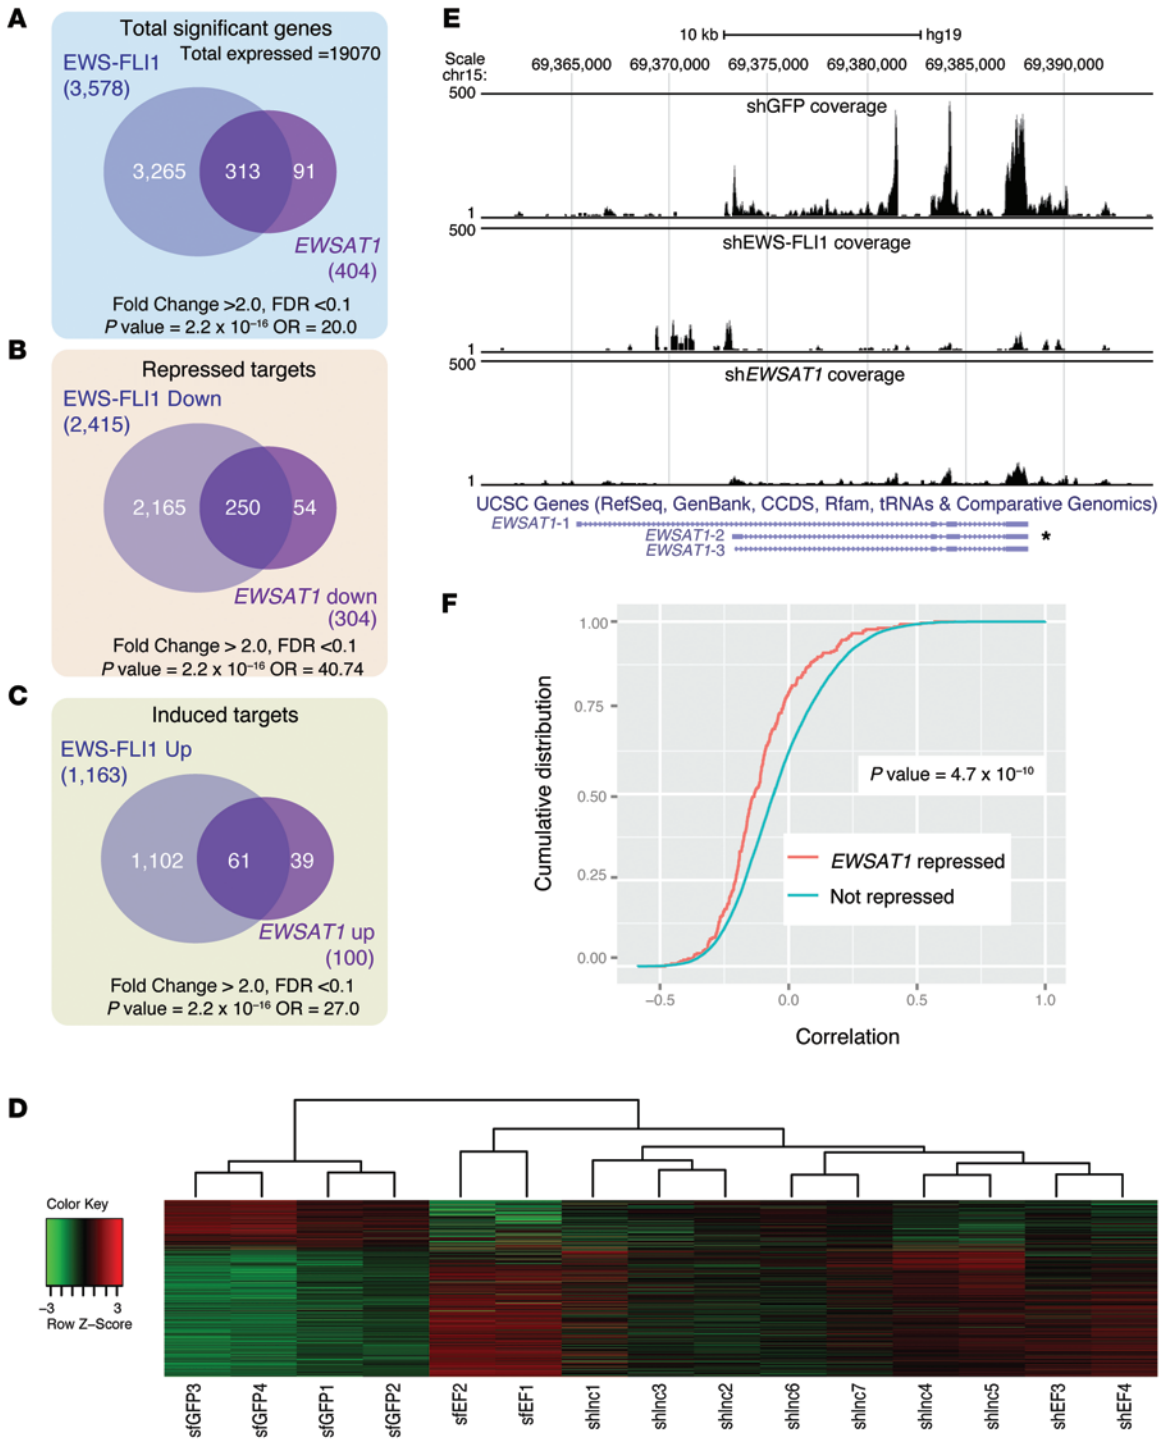 A
Total significant genes
Total expressed =19070
EWS-FLI1
(3,578)
3,265
313
91
EWSAT1
(404)
Fold Change >2.0, FDR <0.1
P value = 2.2 x 10⁻¹⁶ OR = 20.0
B
Repressed targets
EWS-FLI1 Down
(2,415)
2,165
250
54
EWSAT1 down
(304)
Fold Change > 2.0, FDR <0.1
P value = 2.2 x 10⁻¹⁶ OR = 40.74
C
Induced targets
EWS-FLI1 Up
(1,163)
1,102
61
39
EWSAT1 up
(100)
Fold Change > 2.0, FDR <0.1
P value = 2.2 x 10⁻¹⁶ OR = 27.0
E
10 kb
hg19
Scale
chr15:
69,365,000
69,370,000
69,375,000
69,380,000
69,385,000
69,390,000
500
shGFP coverage
1
500
shEWS-FLI1 coverage
1
500
shEWSAT1 coverage
1
UCSC Genes (RefSeq, GenBank, CCDS, Rfam, tRNAs & Comparative Genomics)
EWSAT1-1
EWSAT1-2
*
EWSAT1-3
F
1.00
0.75
0.50
0.25
0.00
Cumulative distribution
P value = 4.7 x 10⁻¹⁰
EWSAT1 repressed
Not repressed
−0.5
0.0
0.5
1.0
Correlation
D
Color Key
−3
3
Row Z−Score
sfGFP3
sfGFP4
sfGFP1
sfGFP2
sfEF2
sfEF1
shlnc1
shlnc3
shlnc2
shlnc6
shlnc7
shlnc4
shlnc5
shEF3
shEF4